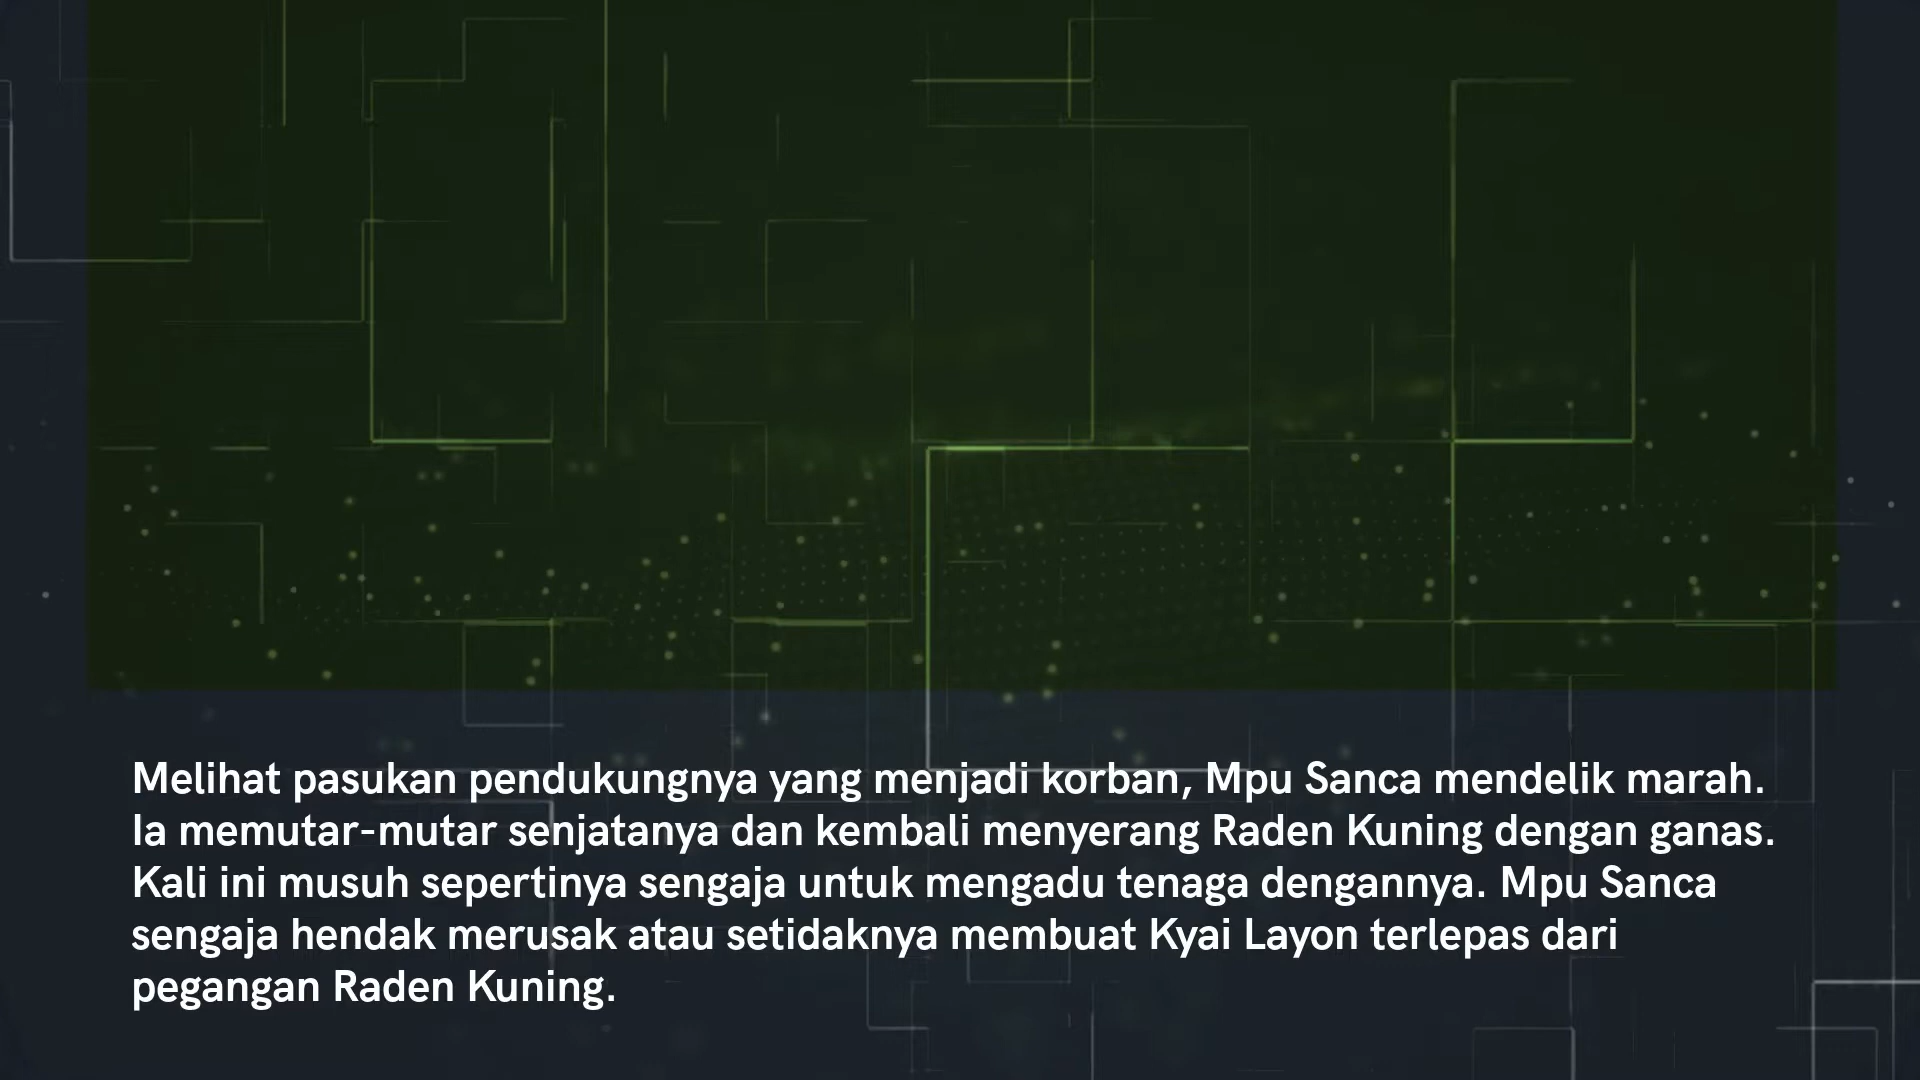 Melihat pasukan pendukungnya yang menjadi korban, Mpu Sanca mendelik marah.
Ia memutar-mutar senjatanya dan kembali menyerang Raden Kuning dengan ganas.
Kali ini musuh sepertinya sengaja untuk mengadu tenaga dengannya. Mpu Sanca
sengaja hendak merusak atau setidaknya membuat Kyai Layon terlepas dari
pegangan Raden Kuning.